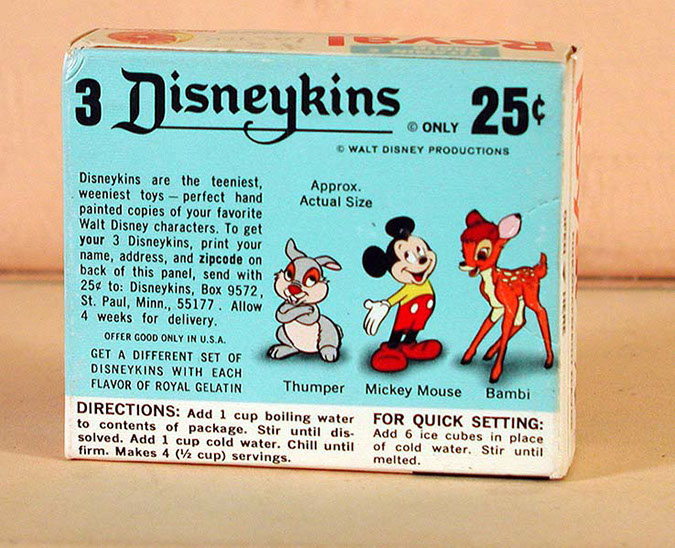 Royal
3 Disneykins © ONLY 25¢
© WALT DISNEY PRODUCTIONS
Disneykins are the teeniest,
weeniest toys — perfect hand
painted copies of your favorite
Walt Disney characters. To get
your 3 Disneykins, print your
name, address, and zipcode on
back of this panel, send with
25¢ to: Disneykins, Box 9572,
St. Paul, Minn., 55177. Allow
4 weeks for delivery.
OFFER GOOD ONLY IN U.S.A.
GET A DIFFERENT SET OF
DISNEYKINS WITH EACH
FLAVOR OF ROYAL GELATIN
Approx.
Actual Size
Thumper Mickey Mouse Bambi
DIRECTIONS: Add 1 cup boiling water
to contents of package. Stir until dis-
solved. Add 1 cup cold water. Chill until
firm. Makes 4 (½ cup) servings.
FOR QUICK SETTING:
Add 6 ice cubes in place
of cold water. Stir until
melted.